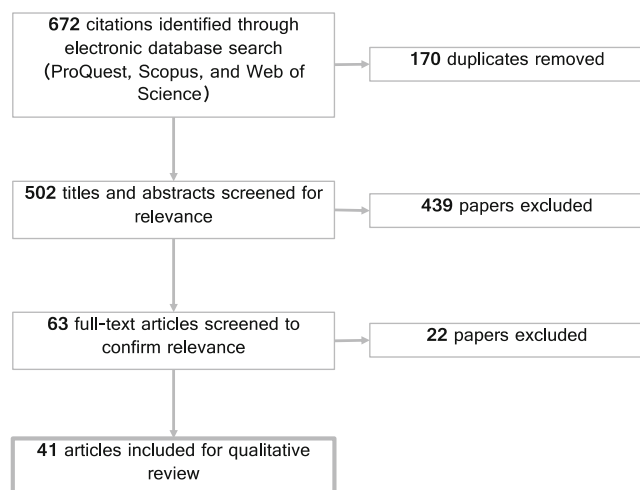 672 citations identified through
electronic database search
(ProQuest, Scopus, and Web of
Science)
170 duplicates removed
502 titles and abstracts screened for
relevance
439 papers excluded
63 full-text articles screened to
confirm relevance
22 papers excluded
41 articles included for qualitative
review